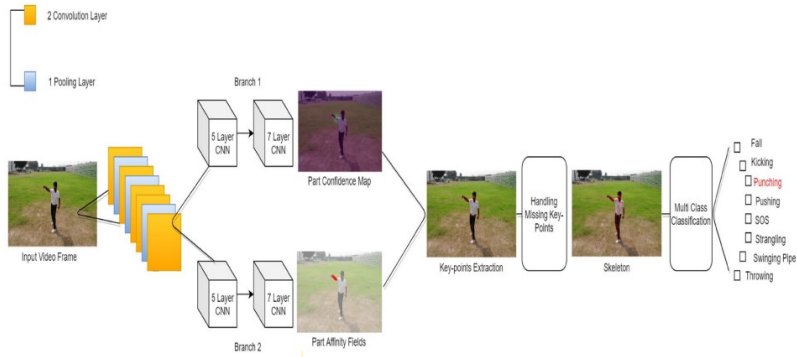 2 Convolution Layer
1 Pooling Layer
Input Video Frame
Branch 1
5 Layer
CNN
7 Layer
CNN
Part Confidence Map
5 Layer
CNN
7 Layer
CNN
Branch 2
Part Affinity Fields
Key-points Extraction
Handling
Missing Key-
Points
Skeleton
Multi Class
Classification
Fall
Kicking
Punching
Pushing
SOS
Strangling
Swinging Pipe
Throwing